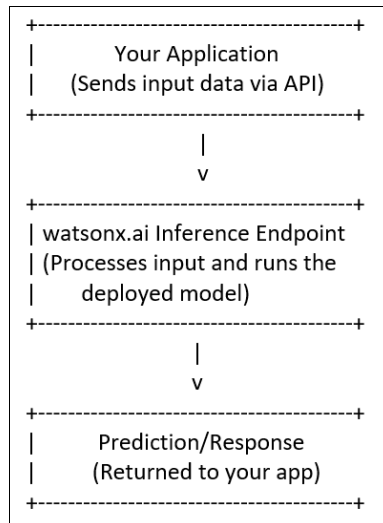 +-------------------------------------------+
| Your Application
| (Sends input data via API)
+-------------------------------------------+
|
v
+-------------------------------------------+
| watsonx.ai Inference Endpoint
| (Processes input and runs the
| deployed model)
+-------------------------------------------+
|
v
+-------------------------------------------+
| Prediction/Response
| (Returned to your app)
+-------------------------------------------+